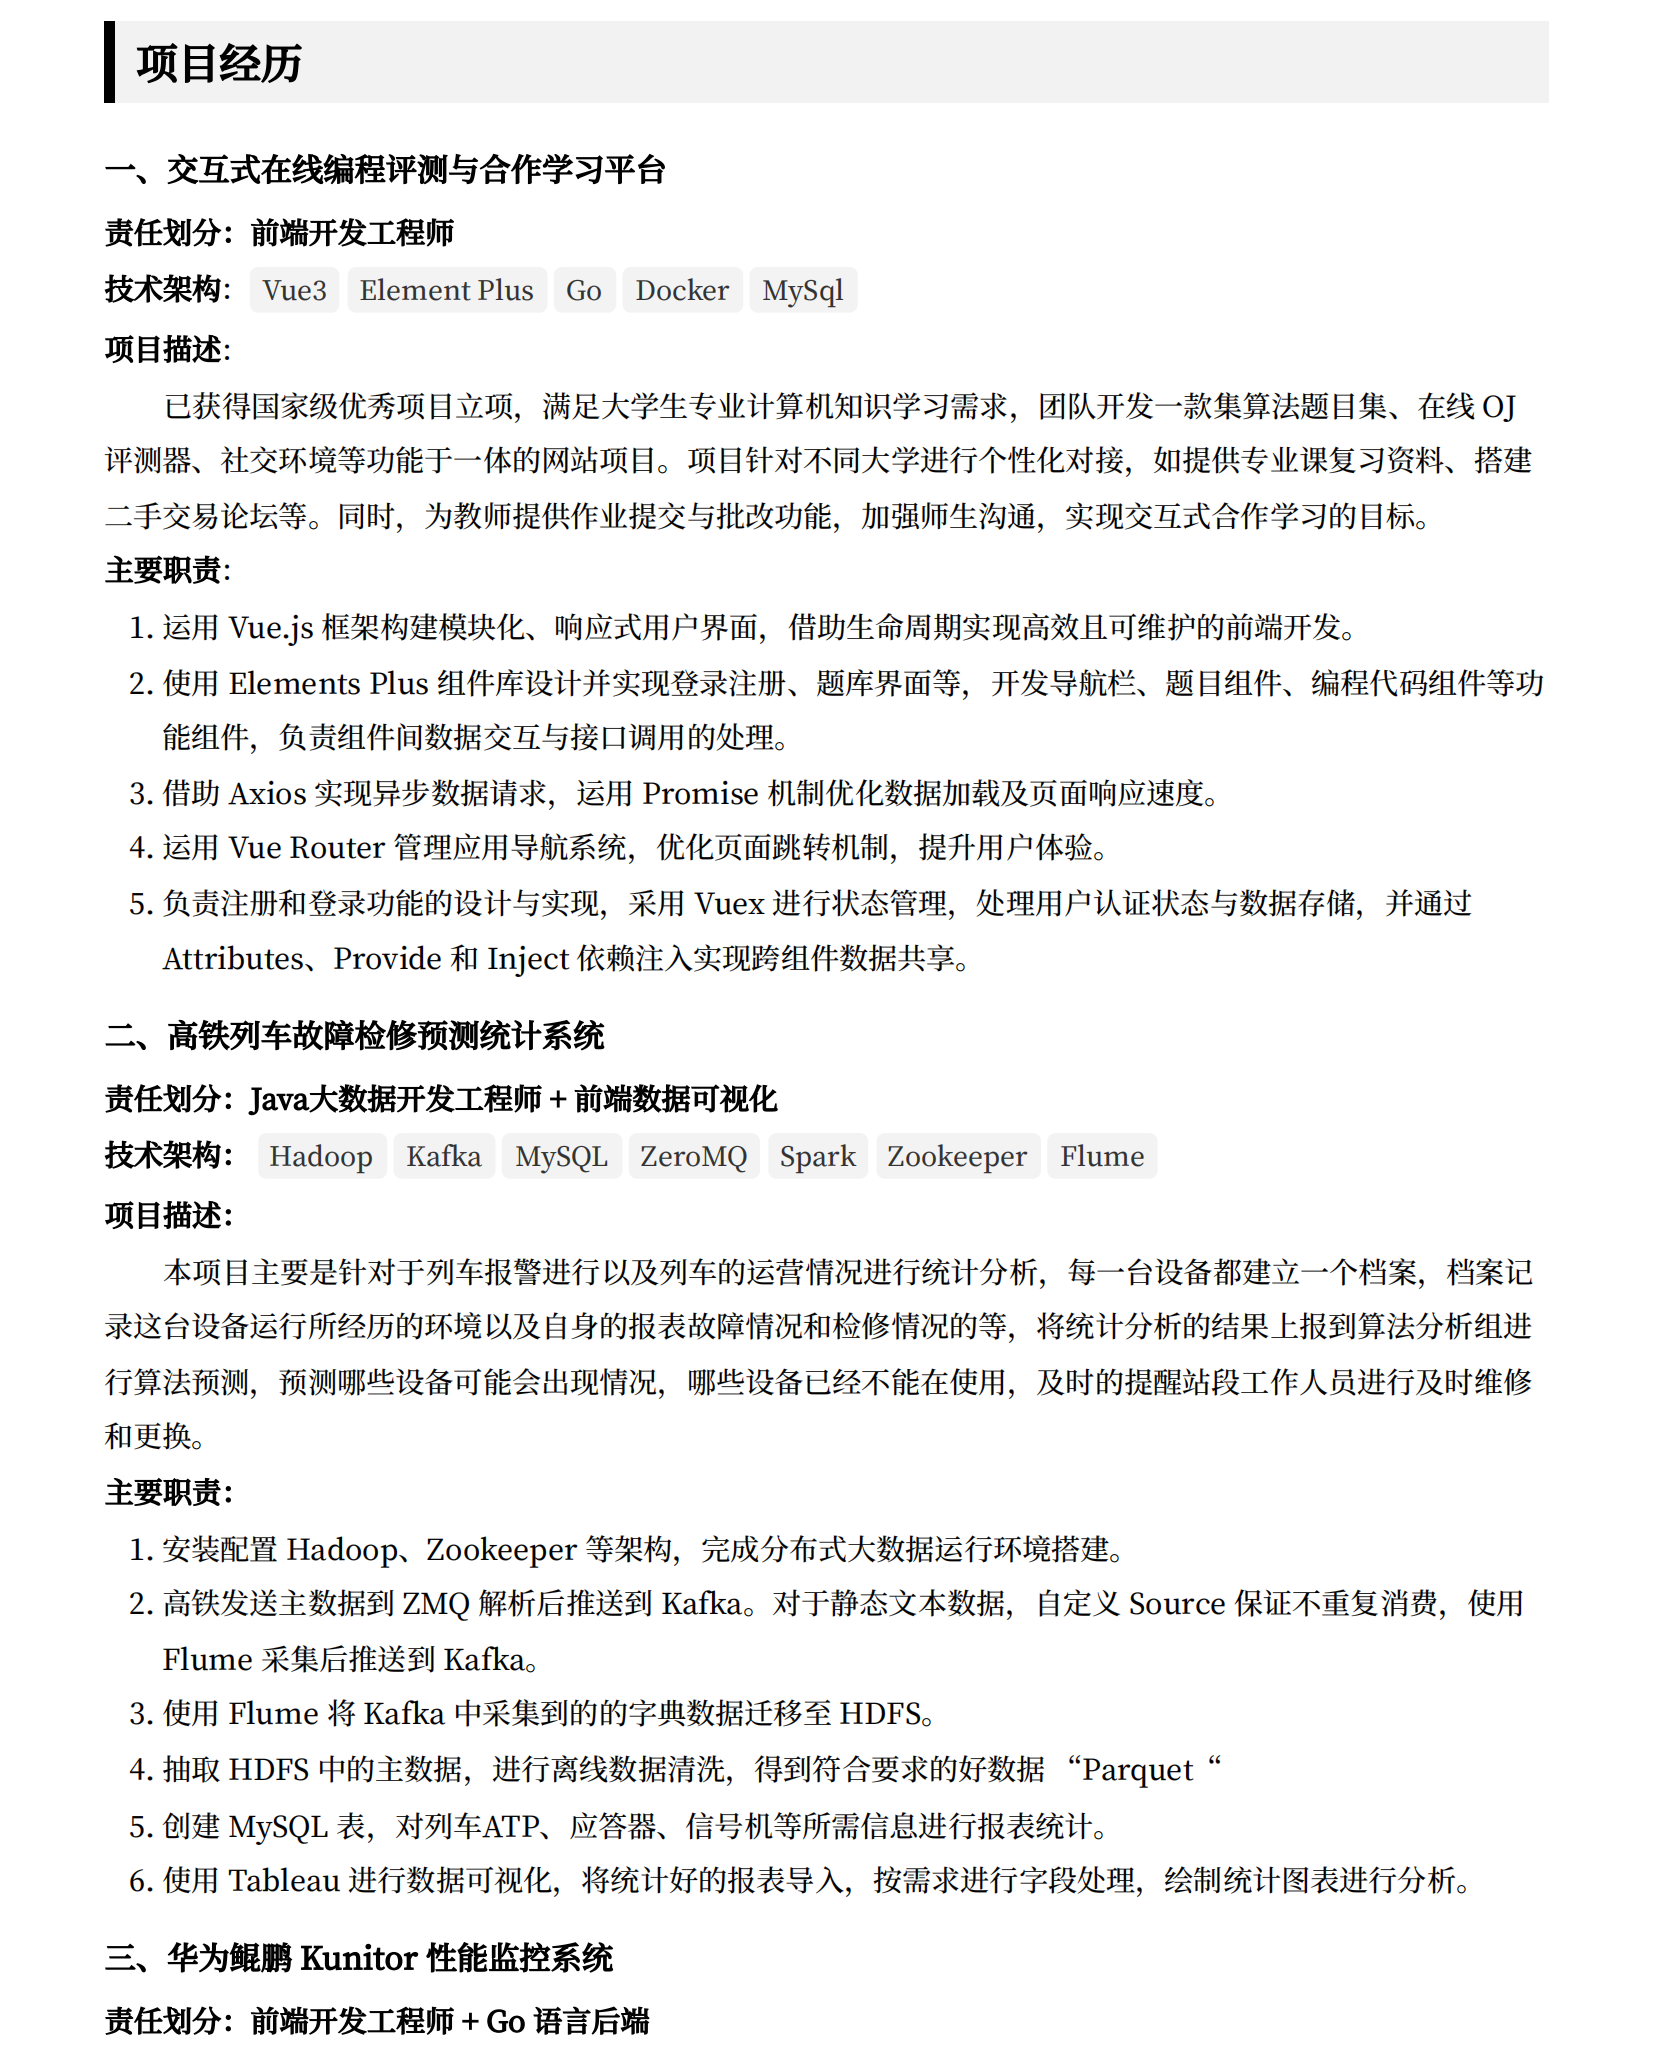 项目经历
一、交互式在线编程评测与合作学习平台
责任划分：前端开发工程师
技术架构： Vue3 Element Plus Go Docker MySql
项目描述：
已获得国家级优秀项目立项，满足大学生专业计算机知识学习需求，团队开发一款集算法题目集、在线 OJ
评测器、社交环境等功能于一体的网站项目。项目针对不同大学进行个性化对接，如提供专业课复习资料、搭建
二手交易论坛等。同时，为教师提供作业提交与批改功能，加强师生沟通，实现交互式合作学习的目标。
主要职责：
1. 运用 Vue.js 框架构建模块化、响应式用户界面，借助生命周期实现高效且可维护的前端开发。
2. 使用 Elements Plus 组件库设计并实现登录注册、题库界面等，开发导航栏、题目组件、编程代码组件等功
能组件，负责组件间数据交互与接口调用的处理。
3. 借助 Axios 实现异步数据请求，运用 Promise 机制优化数据加载及页面响应速度。
4. 运用 Vue Router 管理应用导航系统，优化页面跳转机制，提升用户体验。
5. 负责注册和登录功能的设计与实现，采用 Vuex 进行状态管理，处理用户认证状态与数据存储，并通过
Attributes、Provide 和 Inject 依赖注入实现跨组件数据共享。
二、高铁列车故障检修预测统计系统
责任划分：Java大数据开发工程师 + 前端数据可视化
技术架构： Hadoop Kafka MySQL ZeroMQ Spark Zookeeper Flume
项目描述：
本项目主要是针对于列车报警进行以及列车的运营情况进行统计分析，每一台设备都建立一个档案，档案记
录这台设备运行所经历的环境以及自身的报表故障情况和检修情况的等，将统计分析的结果上报到算法分析组进
行算法预测，预测哪些设备可能会出现情况，哪些设备已经不能在使用，及时的提醒站段工作人员进行及时维修
和更换。
主要职责：
1. 安装配置 Hadoop、Zookeeper 等架构，完成分布式大数据运行环境搭建。
2. 高铁发送主数据到 ZMQ 解析后推送到 Kafka。对于静态文本数据，自定义 Source 保证不重复消费，使用
Flume 采集后推送到 Kafka。
3. 使用 Flume 将 Kafka 中采集到的的字典数据迁移至 HDFS。
4. 抽取 HDFS 中的主数据，进行离线数据清洗，得到符合要求的好数据 “Parquet “
5. 创建 MySQL 表，对列车ATP、应答器、信号机等所需信息进行报表统计。
6. 使用 Tableau 进行数据可视化，将统计好的报表导入，按需求进行字段处理，绘制统计图表进行分析。
三、华为鲲鹏 Kunitor 性能监控系统
责任划分：前端开发工程师 + Go 语言后端